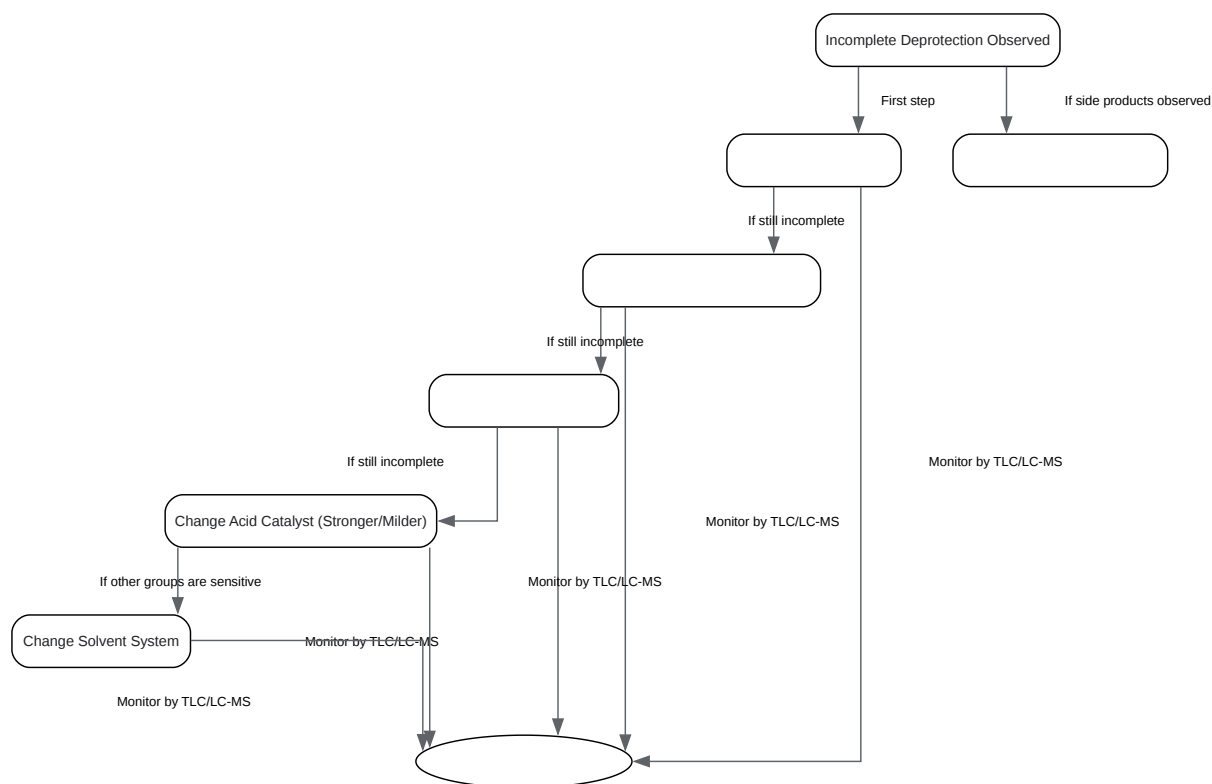 Incomplete Deprotection Observed
First step
If side products observed
If still incomplete
If still incomplete
If still incomplete
Monitor by TLC/LC-MS
Change Acid Catalyst (Stronger/Milder)
Monitor by TLC/LC-MS
If other groups are sensitive
Monitor by TLC/LC-MS
Change Solvent System
Monitor by TLC/LC-MS
Monitor by TLC/LC-MS